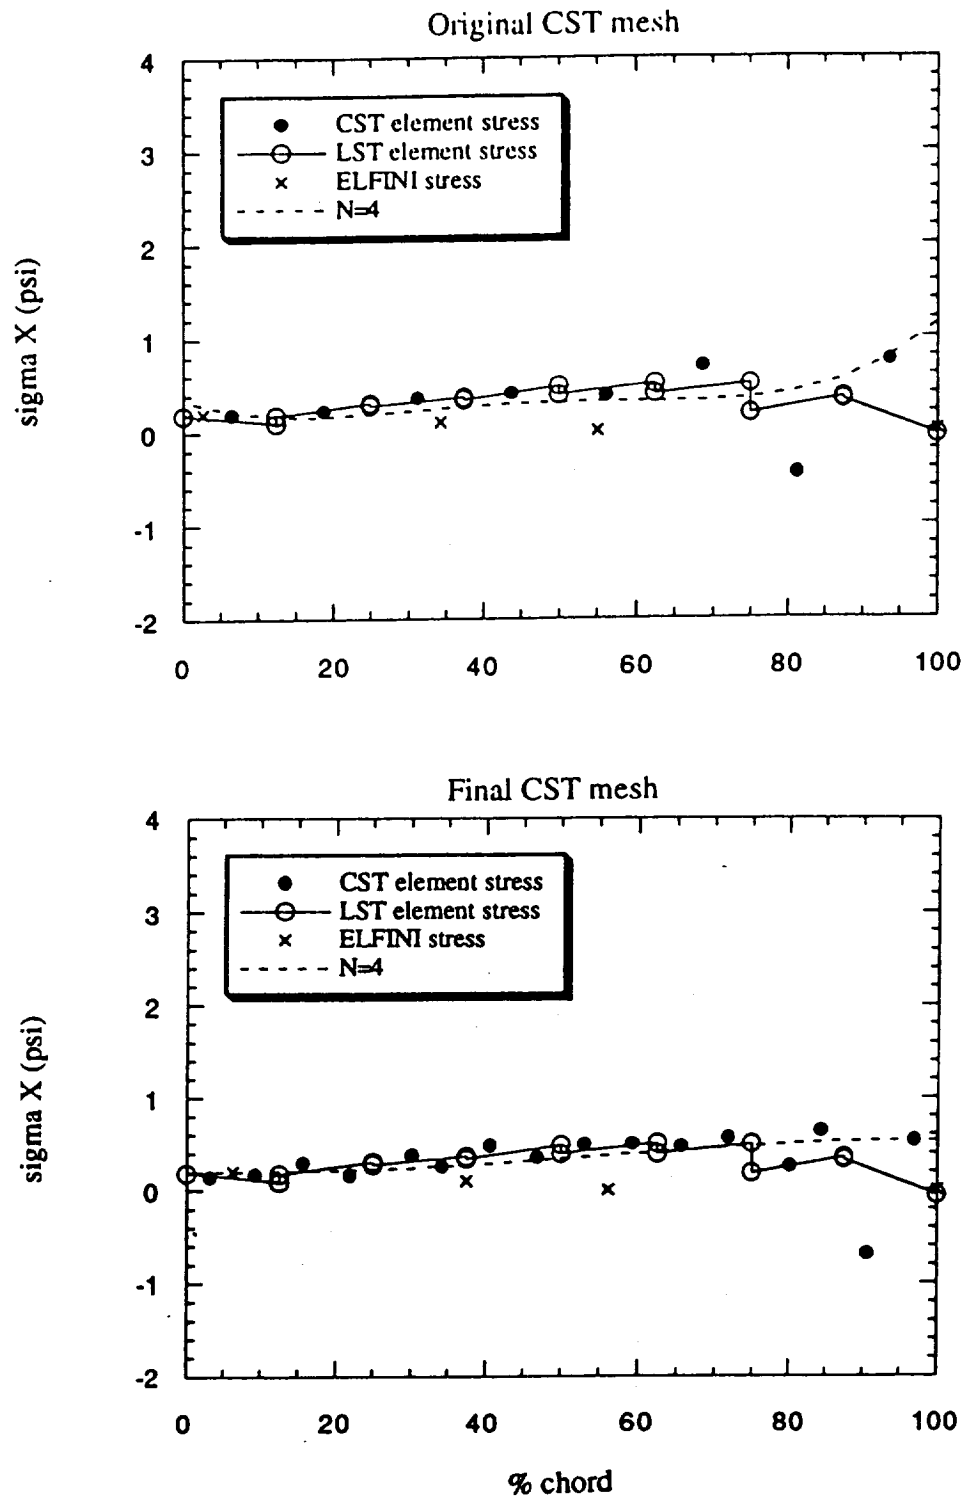 Original CST mesh
4
3
2
1
0
-1
-2
sigma X (psi)
CST element stress
LST element stress
ELFINI stress
N=4
0 20 40 60 80 100
Final CST mesh
4
3
2
1
0
-1
-2
sigma X (psi)
CST element stress
LST element stress
ELFINI stress
N=4
0 20 40 60 80 100
% chord